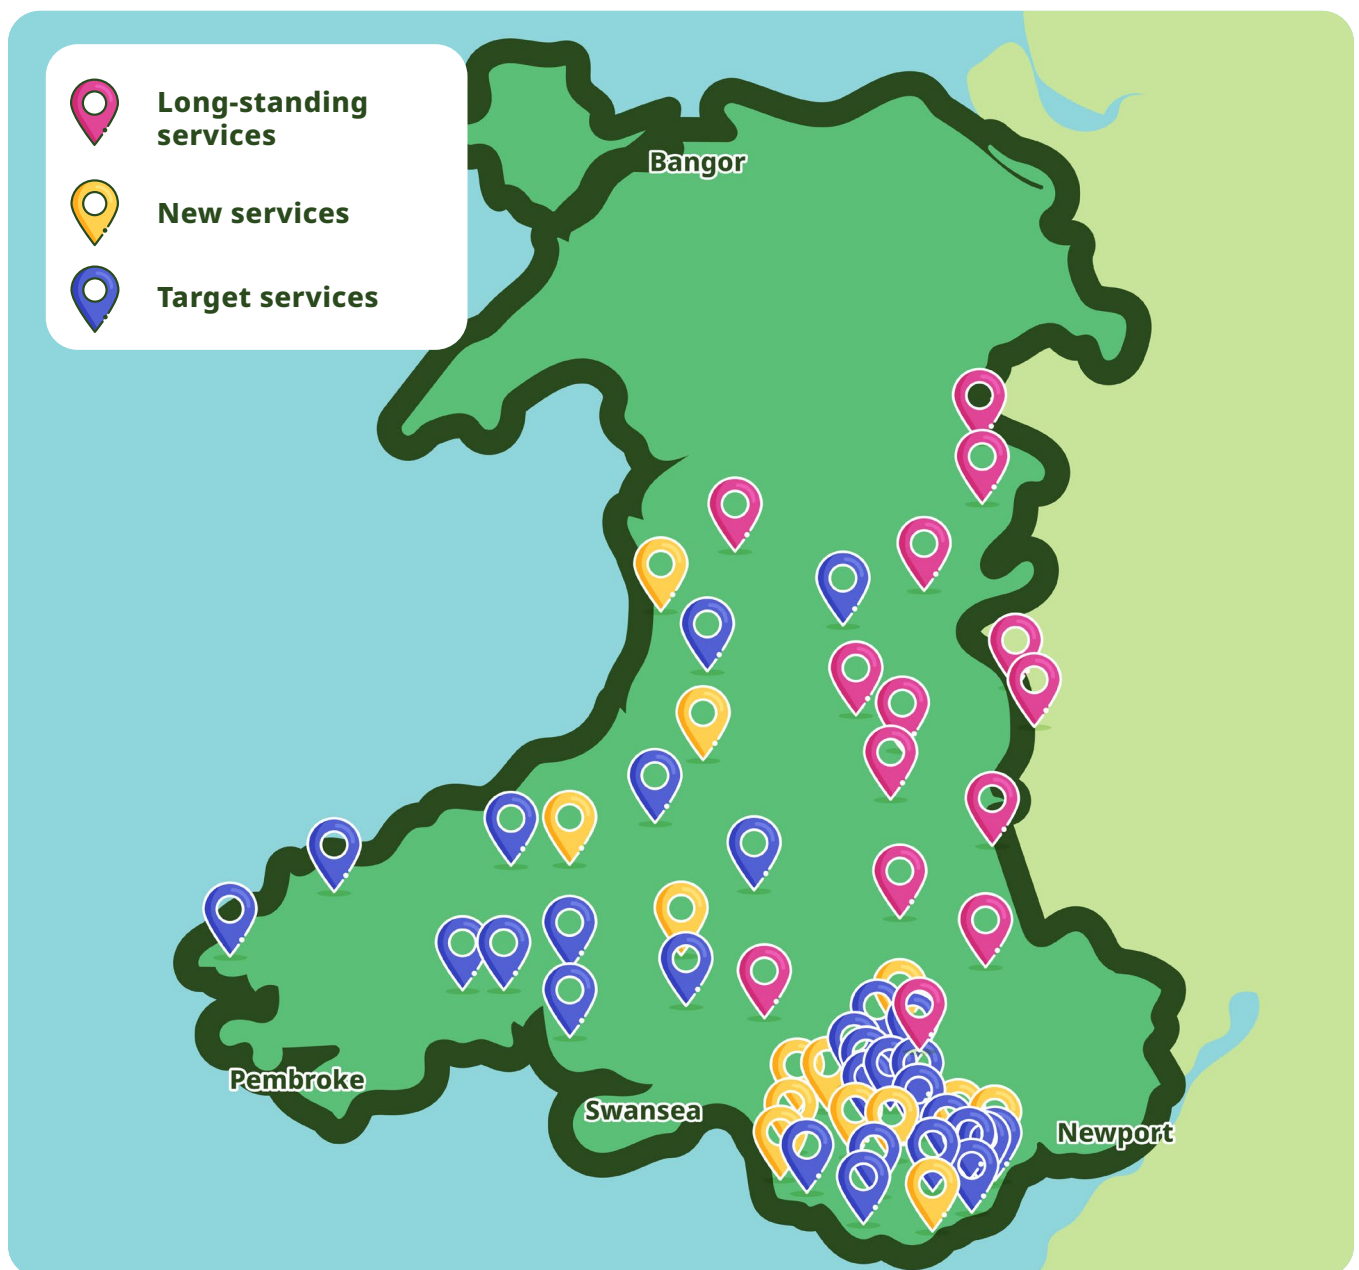 Long-standing
services
New services
Target services
Bangor
Pembroke
Swansea
Newport